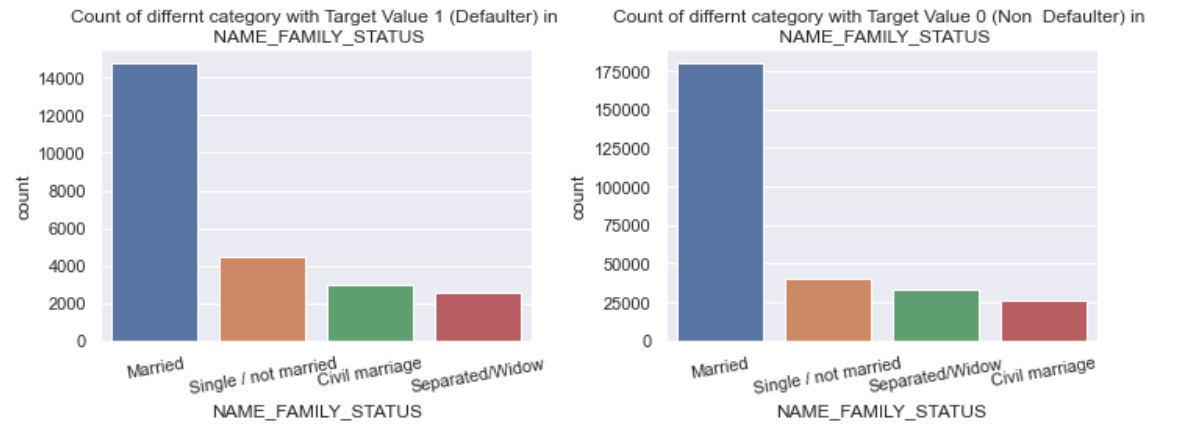 Count of differnt category with Target Value 1 (Defaulter) in
NAME_FAMILY_STATUS
14000
12000
10000
8000
6000
4000
2000
0
count
Married
Single / not married
Civil marriage
Separated/Widow
NAME_FAMILY_STATUS
Count of differnt category with Target Value 0 (Non  Defaulter) in
NAME_FAMILY_STATUS
175000
150000
125000
100000
75000
50000
25000
0
count
Married
Single / not married
Separated/Widow
Civil marriage
NAME_FAMILY_STATUS